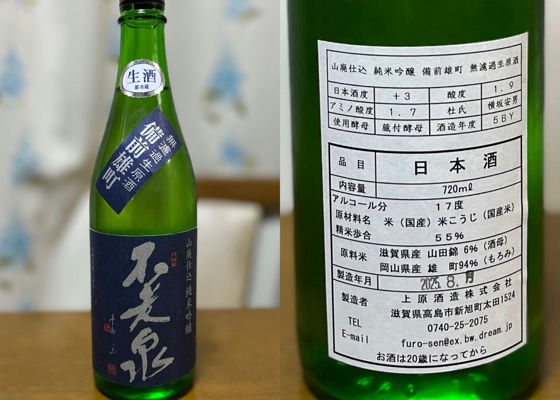 生酒
要冷蔵
無濾過生原酒
備前雄町
山廃仕込 純米吟醸
不老泉
山廃仕込 純米吟醸 備前雄町 無濾過生原酒
日本酒度 +3 酸度 1.9
アミノ酸度 1.7 杜氏 横坂安男
使用酵母 蔵付酵母 酒造年度 5BY
品目 日本酒
内容量 720ml
アルコール分 17度
原材料名 米(国産)米こうじ(国産米)
精米歩合 55%
原料米 滋賀県産 山田錦 6%(酒母)
岡山県産 雄 町94%(もろみ)
製造年月 2025.8.月
製造者 上原酒造株式会社
滋賀県高島市新旭町太田1524
TEL 0740-25-2075
E-mail furo-sen@ex.bw.dream.jp
お酒は20歳になってから